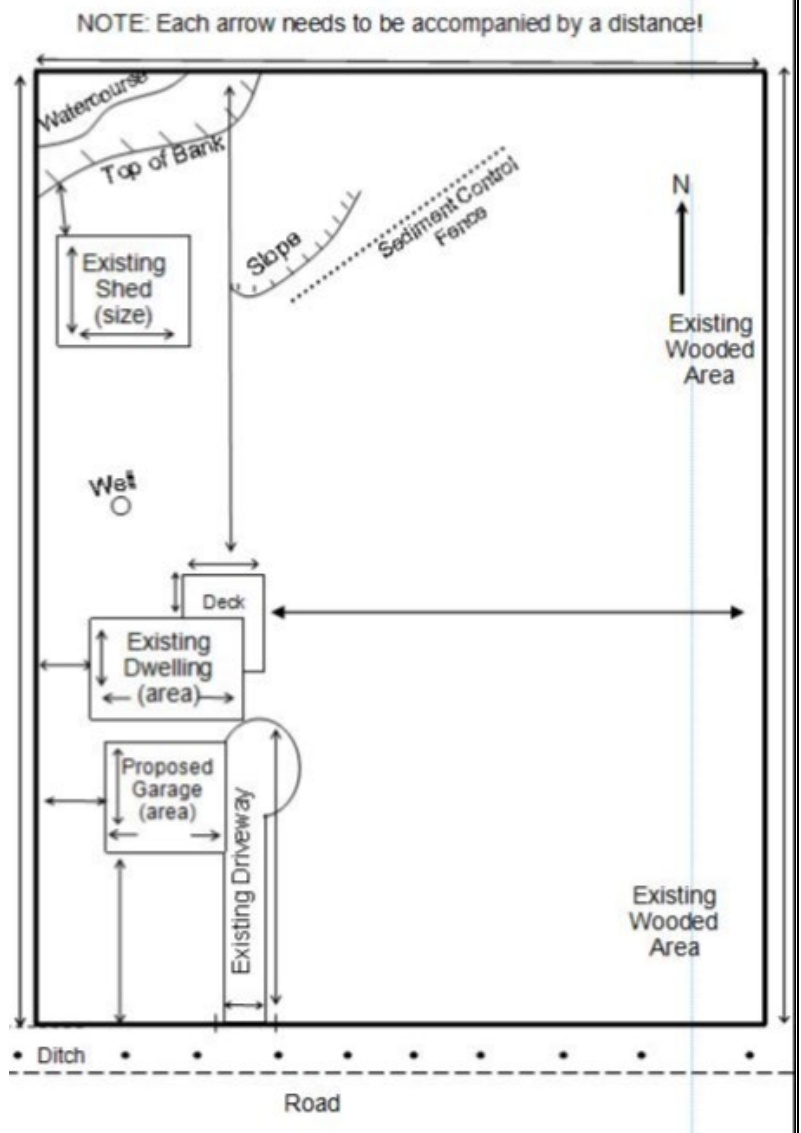 NOTE: Each arrow needs to be accompanied by a distance!
Watercourse
Top of Bank
Slope
Sediment Control
Fence
N
Existing
Shed
(size)
Existing
Wooded
Area
Well
Deck
Existing
Dwelling
(area)
Proposed
Garage
(area)
Existing Driveway
Existing
Wooded
Area
Ditch
Road